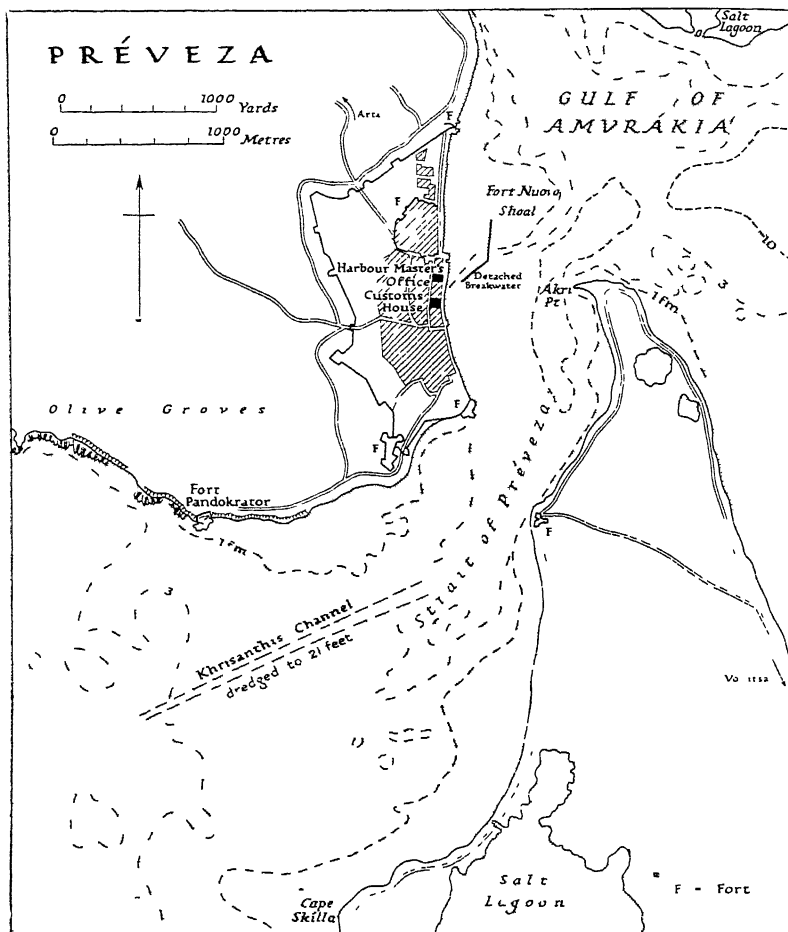 PRÉVEZA
0 1000 Yards
0 1000 Metres
Salt
Lagoon
GULF OF
AMVRÁKIA
Arta
F
F
Fort Nuovo
Shoal
10
Harbour Master's
Office
Customs
House
Detached
Breakwater
Akri
Pt
1fm
3
Olive Groves
F
F
Fort
Pandokrator
1fm
Strait of Préveza
F
3
Khrisanthis Channel
dredged to 21 feet
Salt
Lagoon
Cape
Skilla
F = Fort